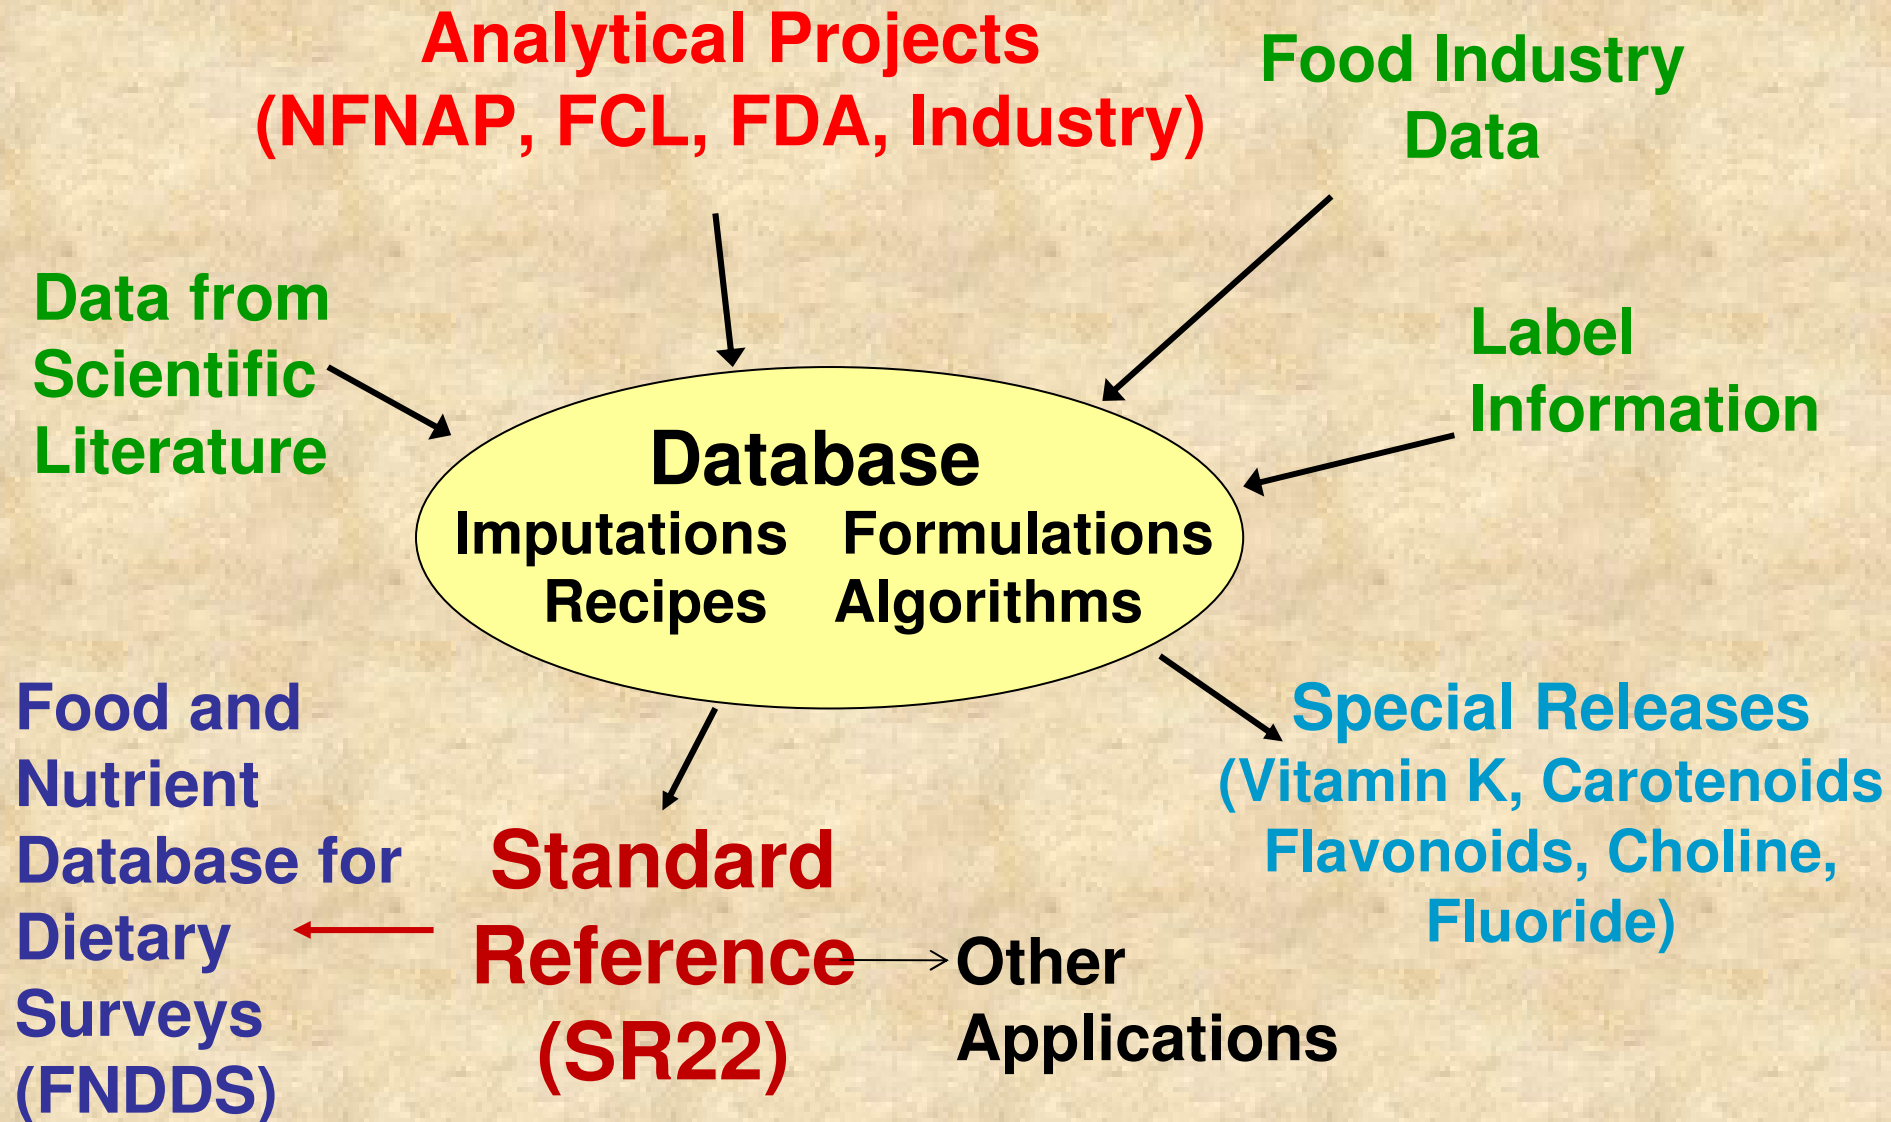 Analytical Projects
(NFNAP, FCL, FDA, Industry)
Food Industry
Data
Data from
Scientific
Literature
Label
Information
Database
Imputations Formulations
Recipes Algorithms
Food and
Nutrient
Database for
Dietary
Surveys
(FNDDS)
Standard
Reference
(SR22)
Other
Applications
Special Releases
(Vitamin K, Carotenoids
Flavonoids, Choline,
Fluoride)